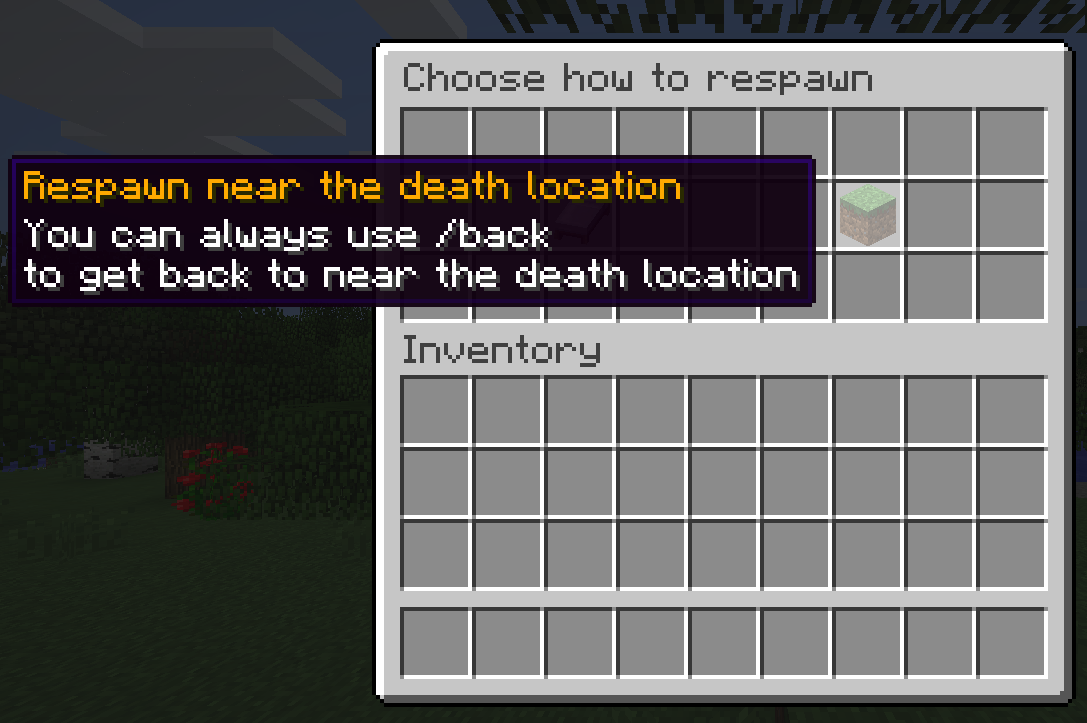 Choose how to respawn
Respawn near the death location
You can always use /back
to get back to near the death location
Inventory